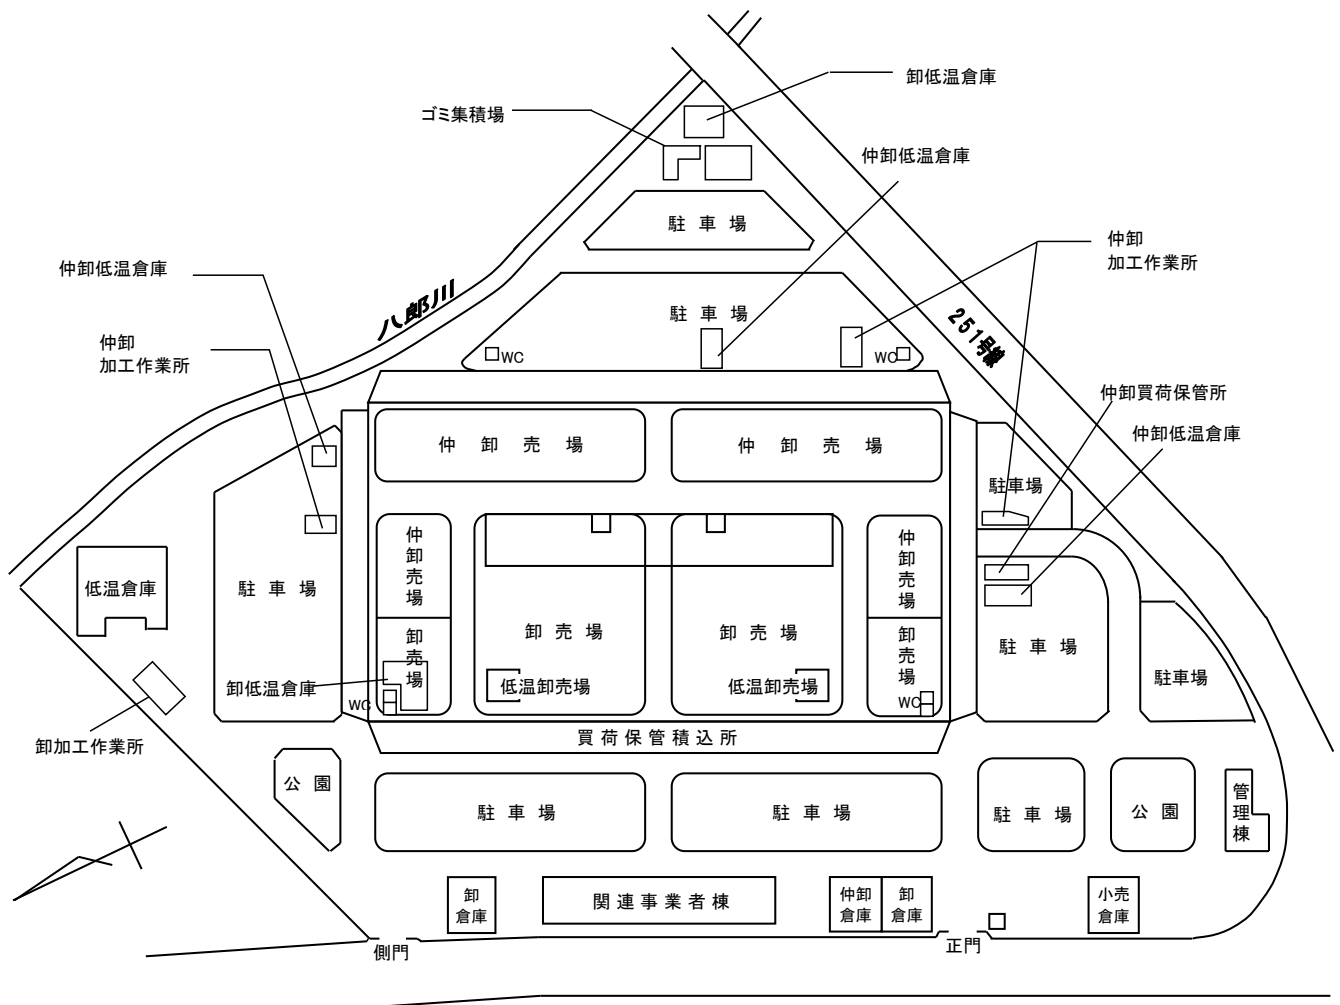 卸低温倉庫
ゴミ集積場
仲卸低温倉庫
駐車場
仲卸
加工作業所
仲卸低温倉庫
八郎川
駐車場
251号線
仲卸
加工作業所
WC
WC
仲卸買荷保管所
仲卸低温倉庫
仲卸売場
仲卸売場
駐車場
仲卸売場
仲卸売場
低温倉庫
駐車場
卸売場
卸売場
卸売場
卸売場
駐車場
駐車場
卸低温倉庫
低温卸売場
低温卸売場
WC
WC
卸加工作業所
買荷保管積込所
公園
駐車場
駐車場
駐車場
公園
管理棟
卸
倉庫
関連事業者棟
仲卸
倉庫
卸
倉庫
小売
倉庫
側門
正門